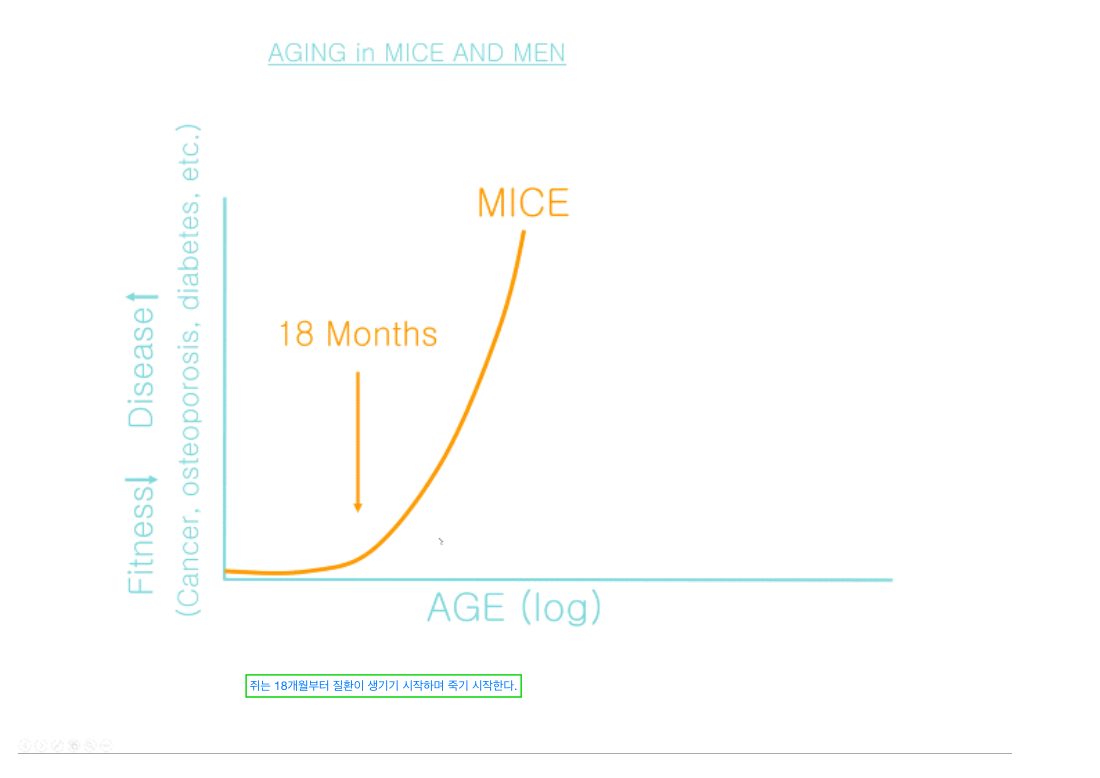 AGING in MICE AND MEN
Fitness↓ Disease↑
(Cancer, osteoporosis, diabetes, etc.)
MICE
18 Months
AGE (log)
쥐는 18개월부터 질환이 생기기 시작하며 죽기 시작한다.